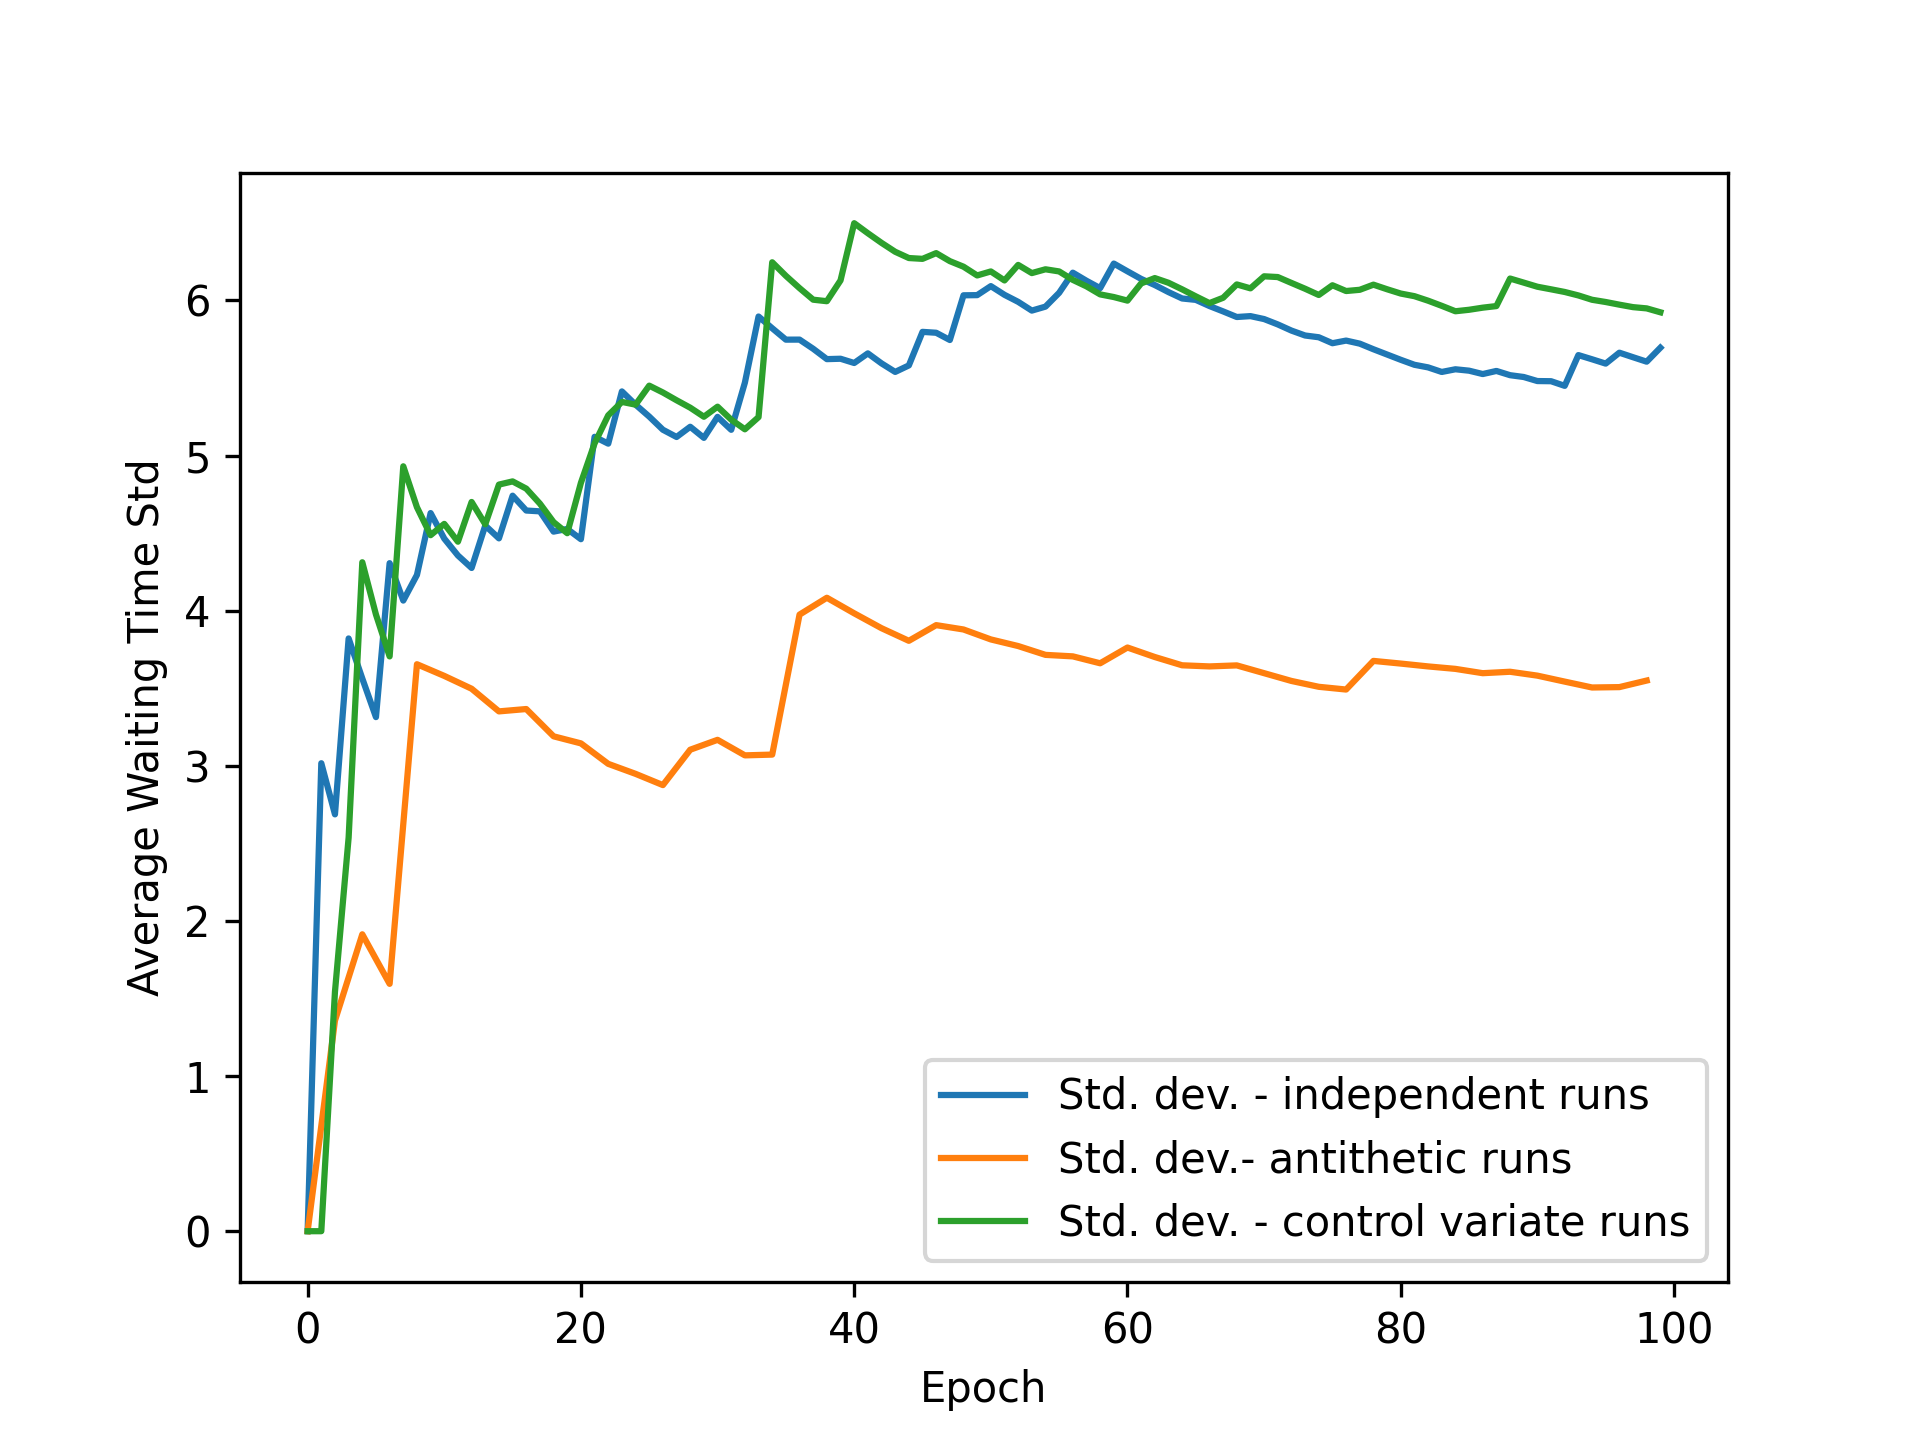 6
5
4
3
2
1
0
Average Waiting Time Std
Std. dev. - independent runs
Std. dev.- antithetic runs
Std. dev. - control variate runs
0 20 40 60 80 100
Epoch